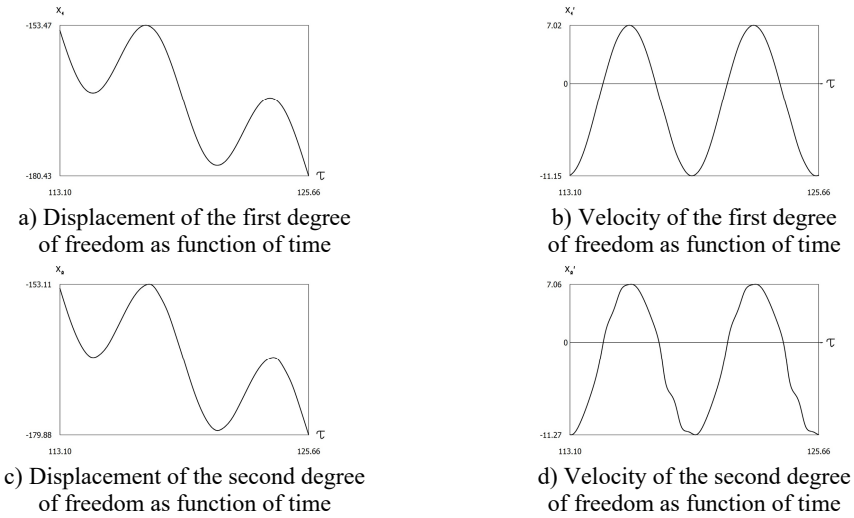 -153.47
-180.43
τ
113.10
125.66
a) Displacement of the first degree
of freedom as function of time
7.02
0
τ
-11.15
113.10
125.66
b) Velocity of the first degree
of freedom as function of time
-153.11
-179.88
τ
113.10
125.66
c) Displacement of the second degree
of freedom as function of time
7.06
0
τ
-11.27
113.10
125.66
d) Velocity of the second degree
of freedom as function of time